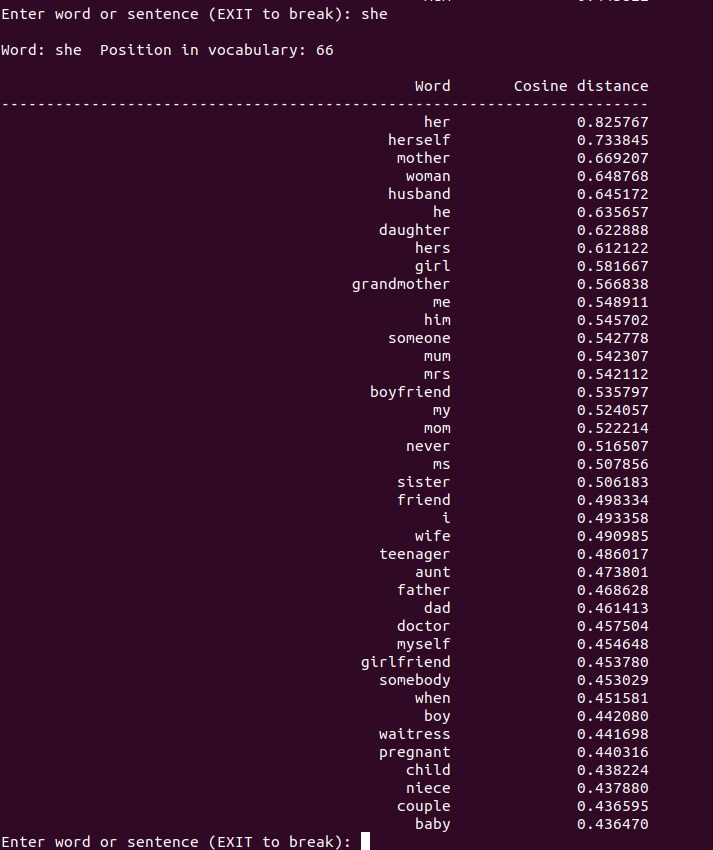 Enter word or sentence (EXIT to break): she
Word: she  Position in vocabulary: 66
Word Cosine distance
------------------------------------------------------------------------
her 0.825767
herself 0.733845
mother 0.669207
woman 0.648768
husband 0.645172
he 0.635657
daughter 0.622888
hers 0.612122
girl 0.581667
grandmother 0.566838
me 0.548911
him 0.545702
someone 0.542778
mum 0.542307
mrs 0.542112
boyfriend 0.535797
my 0.524057
mom 0.522214
never 0.516507
ms 0.507856
sister 0.506183
friend 0.498334
i 0.493358
wife 0.490985
teenager 0.486017
aunt 0.473801
father 0.468628
dad 0.461413
doctor 0.457504
myself 0.454648
girlfriend 0.453780
somebody 0.453029
when 0.451581
boy 0.442080
waitress 0.441698
pregnant 0.440316
child 0.438224
niece 0.437880
couple 0.436595
baby 0.436470
Enter word or sentence (EXIT to break):